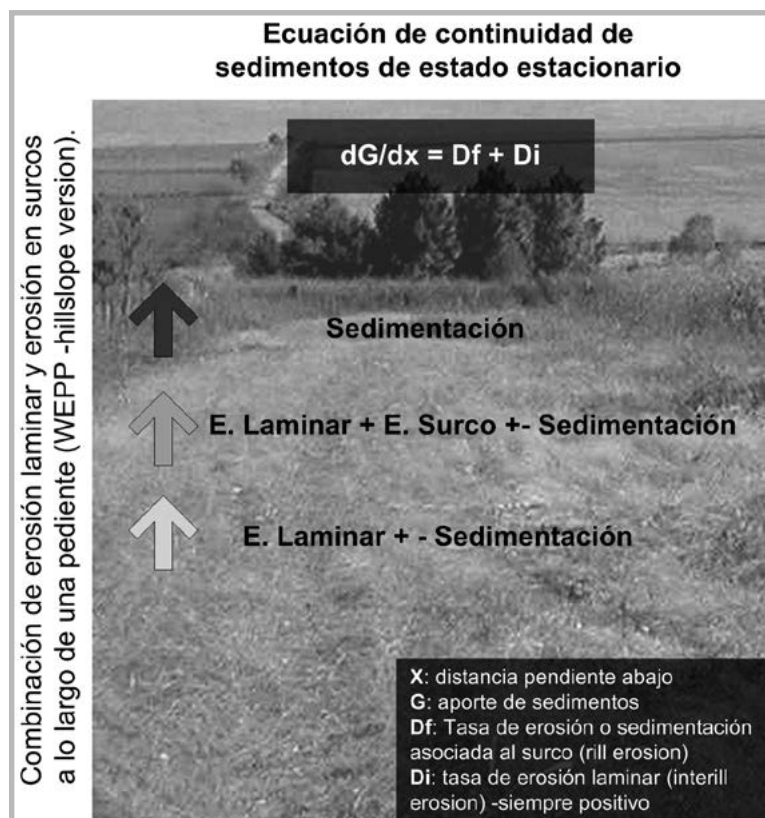 Ecuación de continuidad de
sedimentos de estado estacionario
Combinación de erosión laminar y erosión en surcos
a lo largo de una pediente (WEPP -hillslope version).
dG/dx = Df + Di
Sedimentación
E. Laminar + E. Surco +- Sedimentación
E. Laminar + - Sedimentación
X: distancia pendiente abajo
G: aporte de sedimentos
Df: Tasa de erosión o sedimentación
asociada al surco (rill erosion)
Di: tasa de erosión laminar (interill
erosion) -siempre positivo